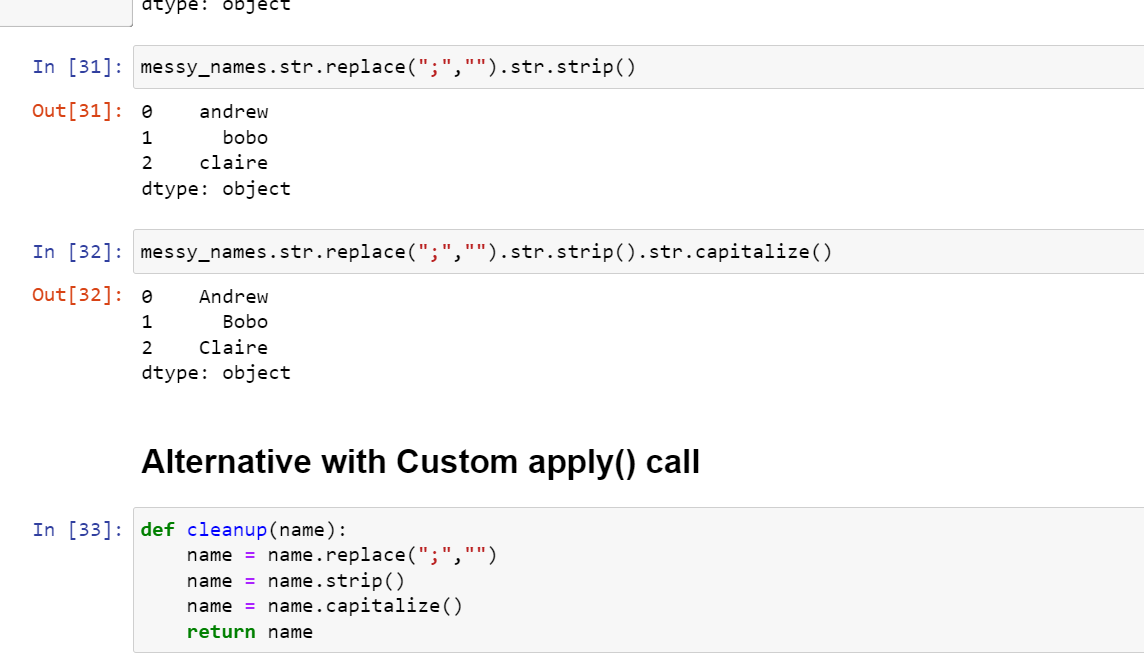 dtype: object
In [31]: messy_names.str.replace(";","").str.strip()
Out[31]: 0    andrew
1      bobo
2    claire
dtype: object
In [32]: messy_names.str.replace(";","").str.strip().str.capitalize()
Out[32]: 0    Andrew
1      Bobo
2    Claire
dtype: object
Alternative with Custom apply() call
In [33]: def cleanup(name):
    name = name.replace(";","")
    name = name.strip()
    name = name.capitalize()
    return name